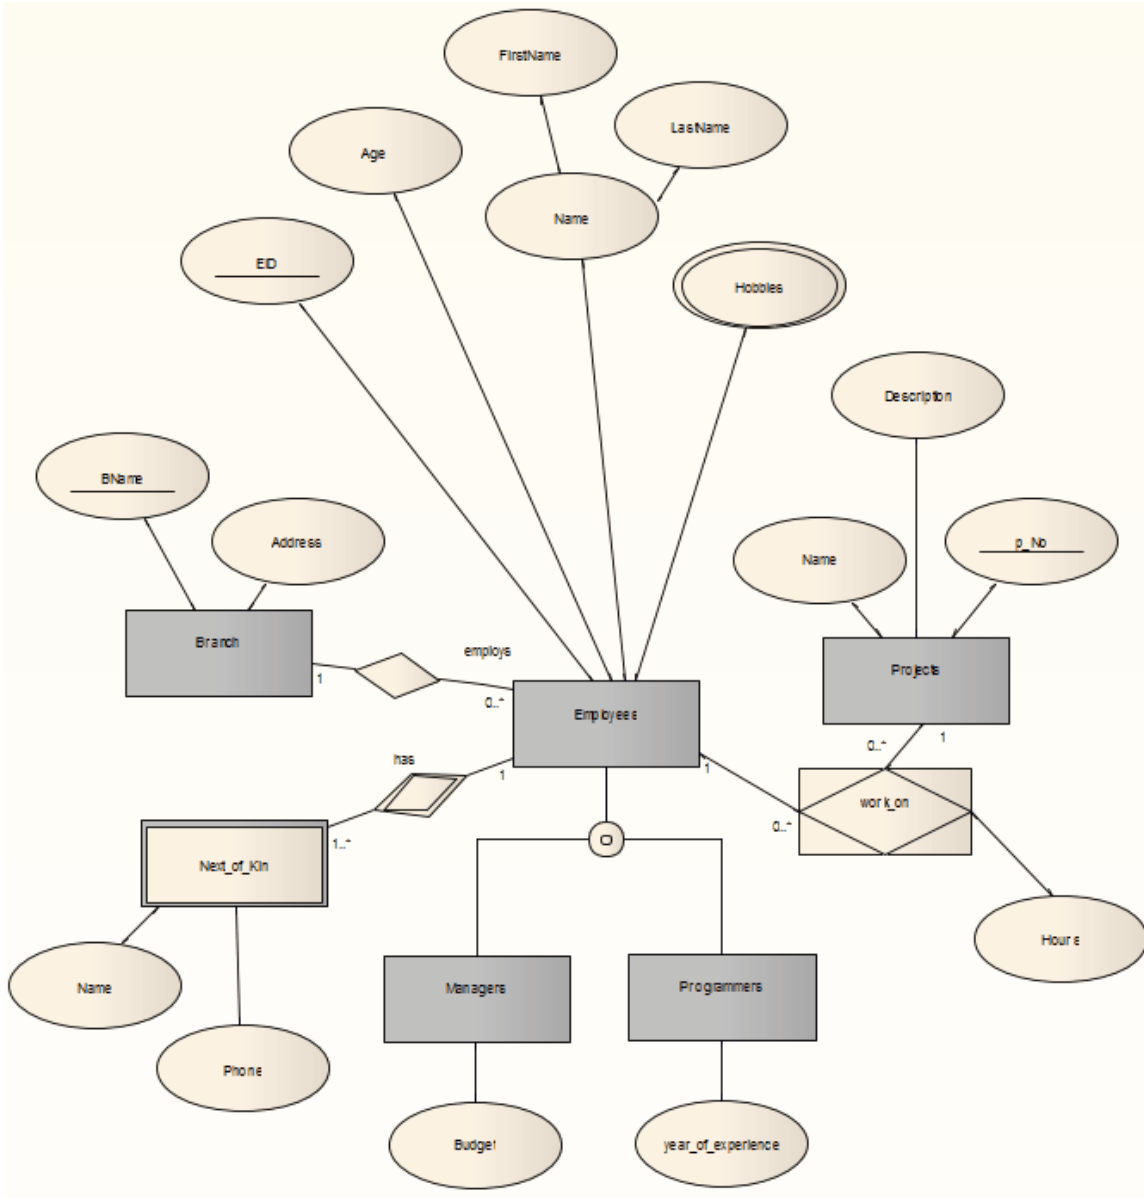 FirstName
LastName
Age
Name
EID
Hobbies
Description
BName
Address
Name
p_No
Branch
employs
Projects
1
0..*
Employees
has
1
1
0..*
1
work_on
0..*
1..*
O
Next_of_Kin
Hours
Name
Managers
Programmers
Phone
Budget
year_of_experience